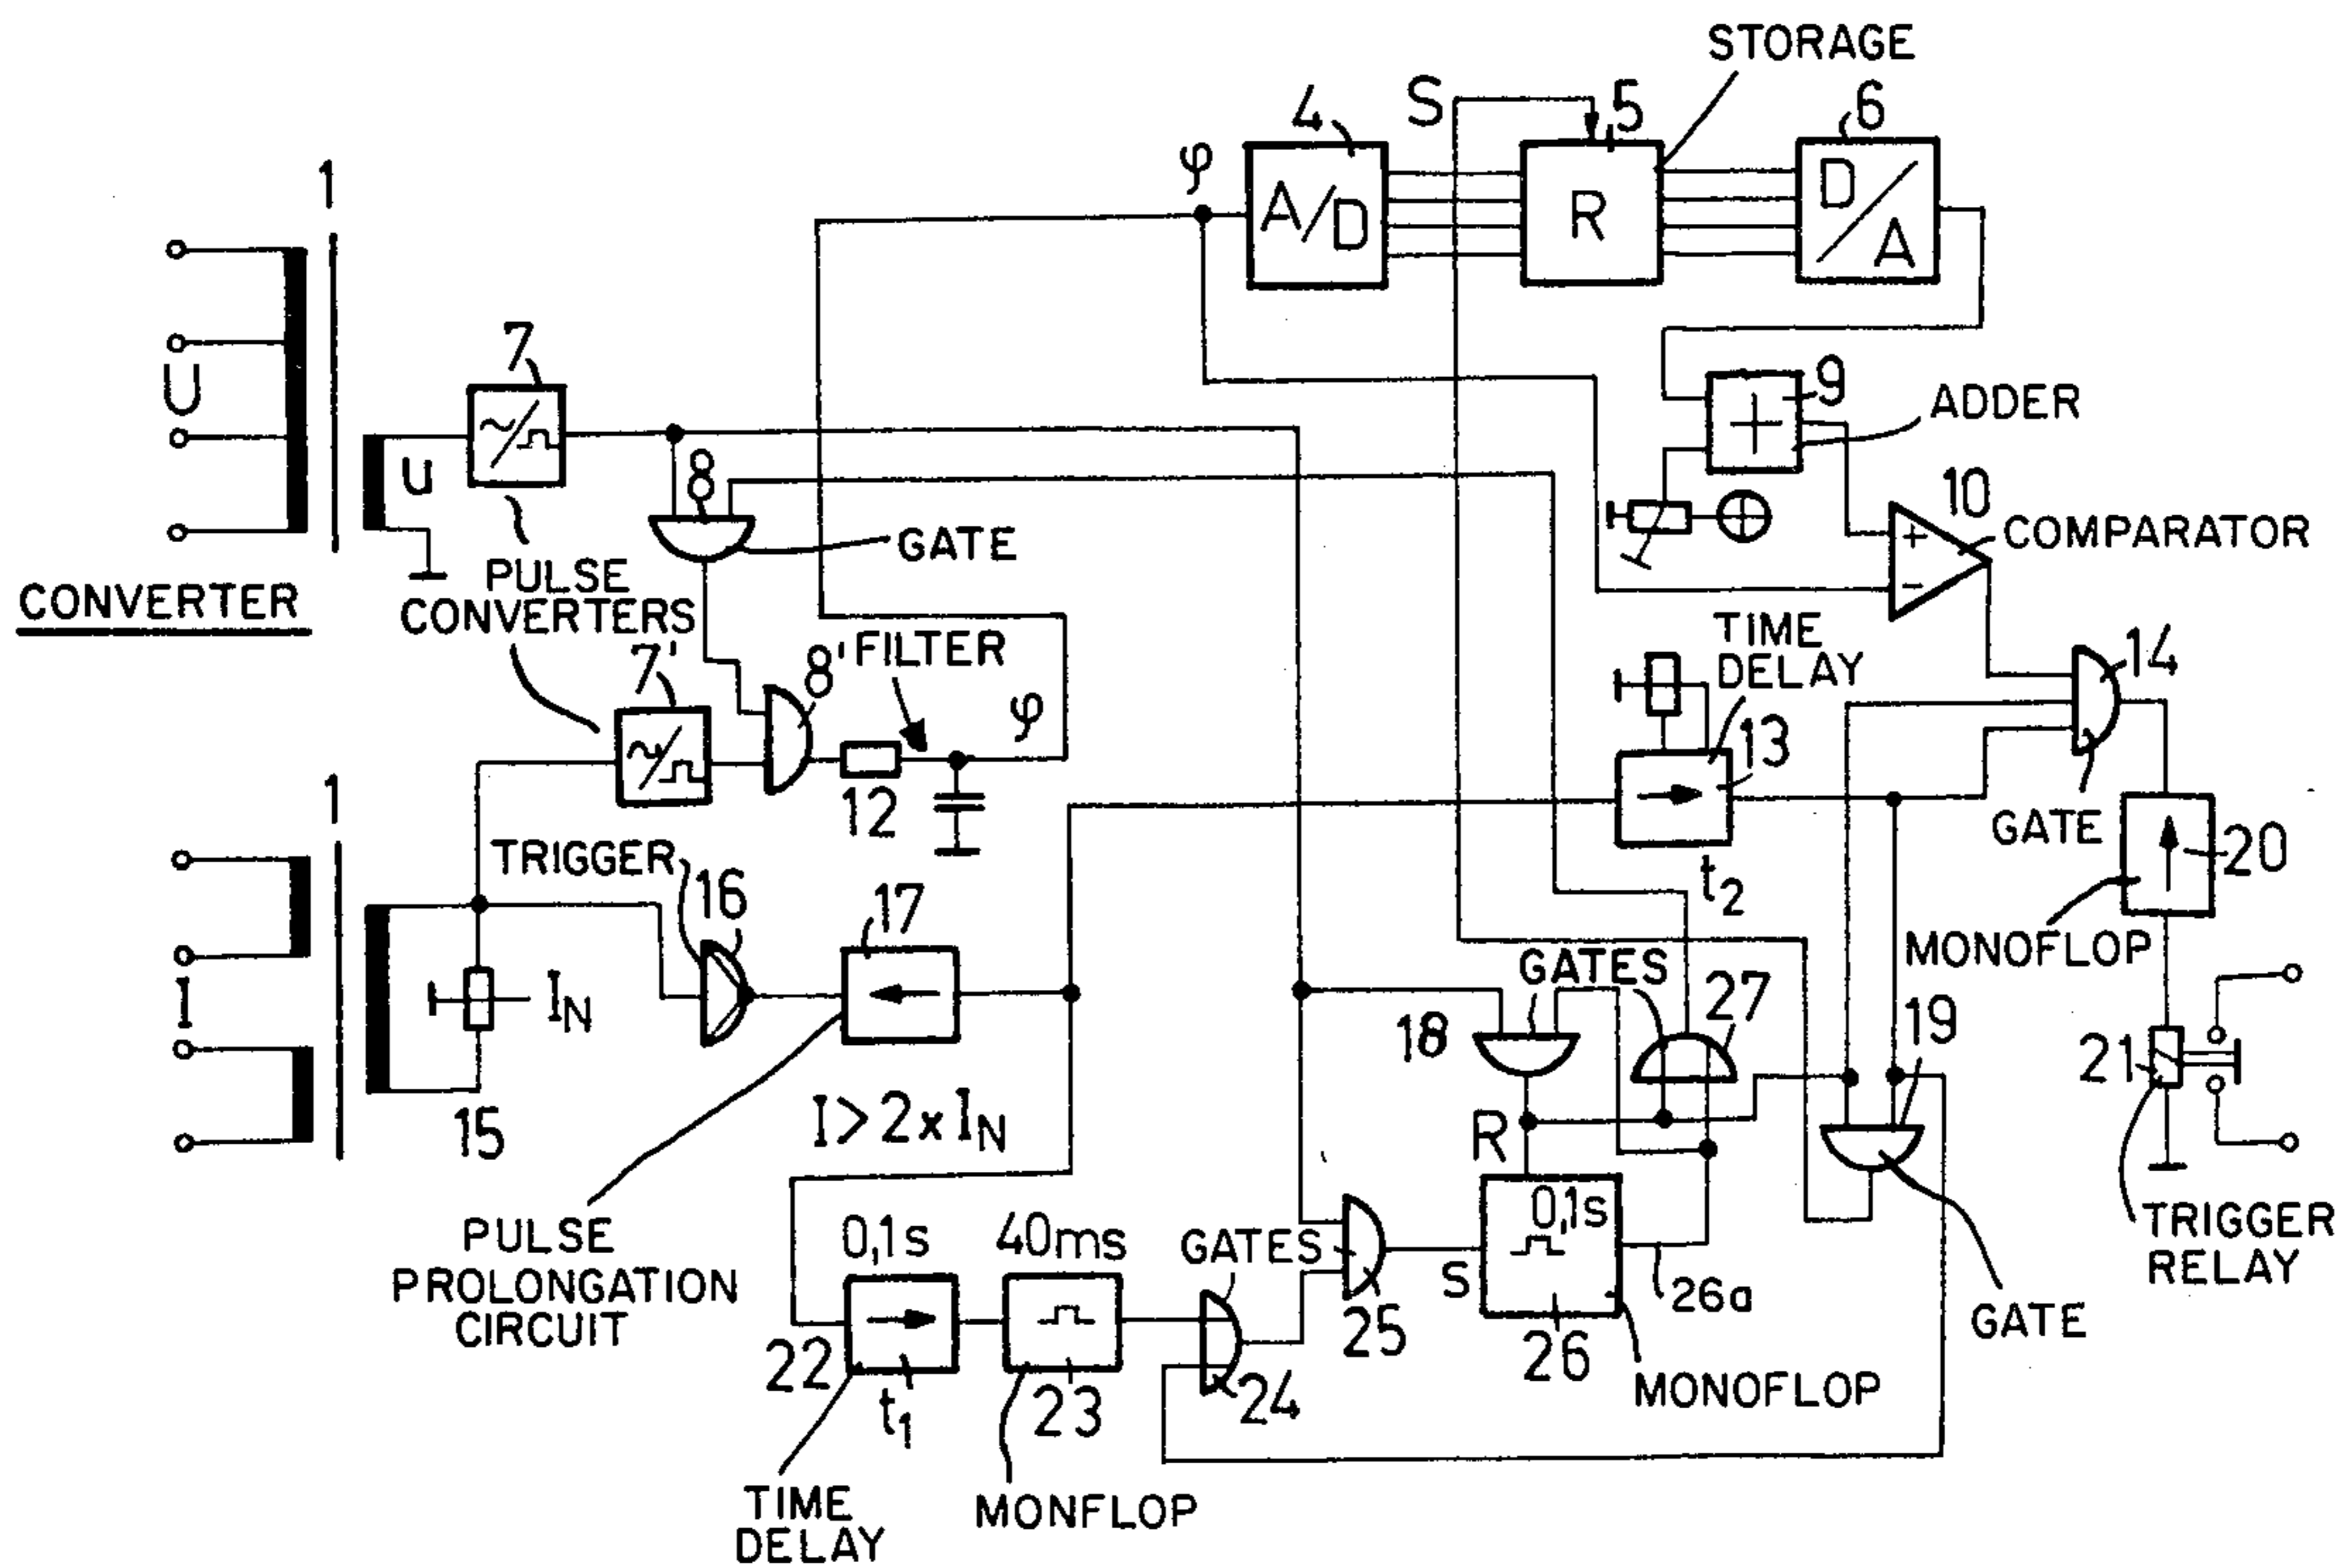 STORAGE
1
φ
4
S
5
6
A/D
R
D/A
U
7
u
8
GATE
9
ADDER
+
10
+
−
COMPARATOR
CONVERTER
PULSE
CONVERTERS
7'
8'
FILTER
φ
12
TIME
DELAY
13
t2
14
GATE
20
MONOFLOP
1
I
IN
15
TRIGGER
16
17
I > 2 x IN
PULSE
PROLONGATION
CIRCUIT
GATES
18
27
19
21
TRIGGER
RELAY
R
0,1s
S
26
26a
MONOFLOP
GATE
0,1s
40ms
GATES
25
22
t1
23
24
TIME
DELAY
MONFLOP